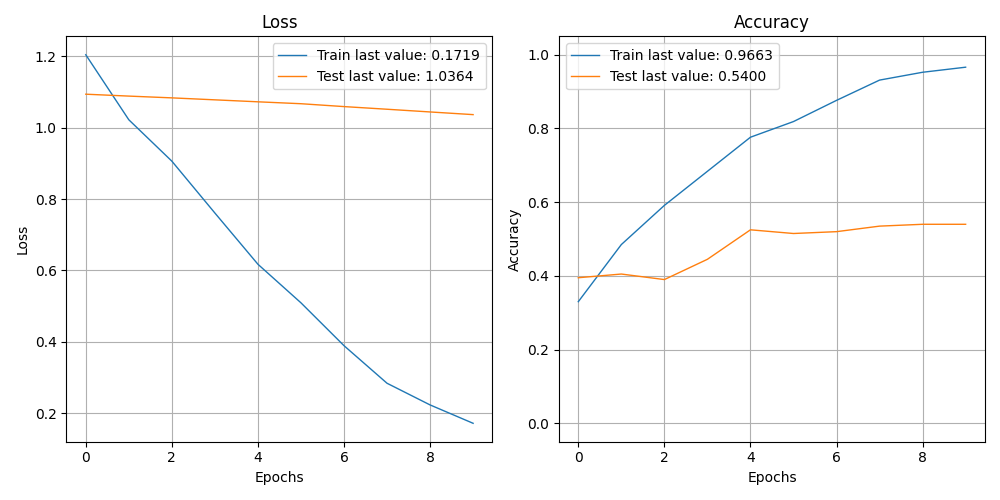 Loss
Train last value: 0.1719
Test last value: 1.0364
1.2
1.0
0.8
0.6
0.4
0.2
Loss
0 2 4 6 8
Epochs
Accuracy
Train last value: 0.9663
Test last value: 0.5400
1.0
0.8
0.6
0.4
0.2
0.0
Accuracy
0 2 4 6 8
Epochs